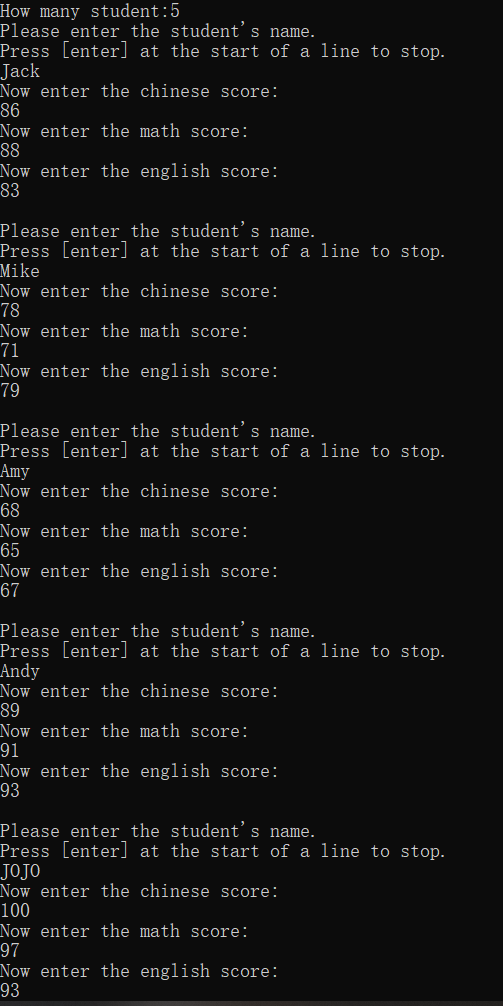 How many student:5
Please enter the student's name.
Press [enter] at the start of a line to stop.
Jack
Now enter the chinese score:
86
Now enter the math score:
88
Now enter the english score:
83
Please enter the student's name.
Press [enter] at the start of a line to stop.
Mike
Now enter the chinese score:
78
Now enter the math score:
71
Now enter the english score:
79
Please enter the student's name.
Press [enter] at the start of a line to stop.
Amy
Now enter the chinese score:
68
Now enter the math score:
65
Now enter the english score:
67
Please enter the student's name.
Press [enter] at the start of a line to stop.
Andy
Now enter the chinese score:
89
Now enter the math score:
91
Now enter the english score:
93
Please enter the student's name.
Press [enter] at the start of a line to stop.
JOJO
Now enter the chinese score:
100
Now enter the math score:
97
Now enter the english score:
93